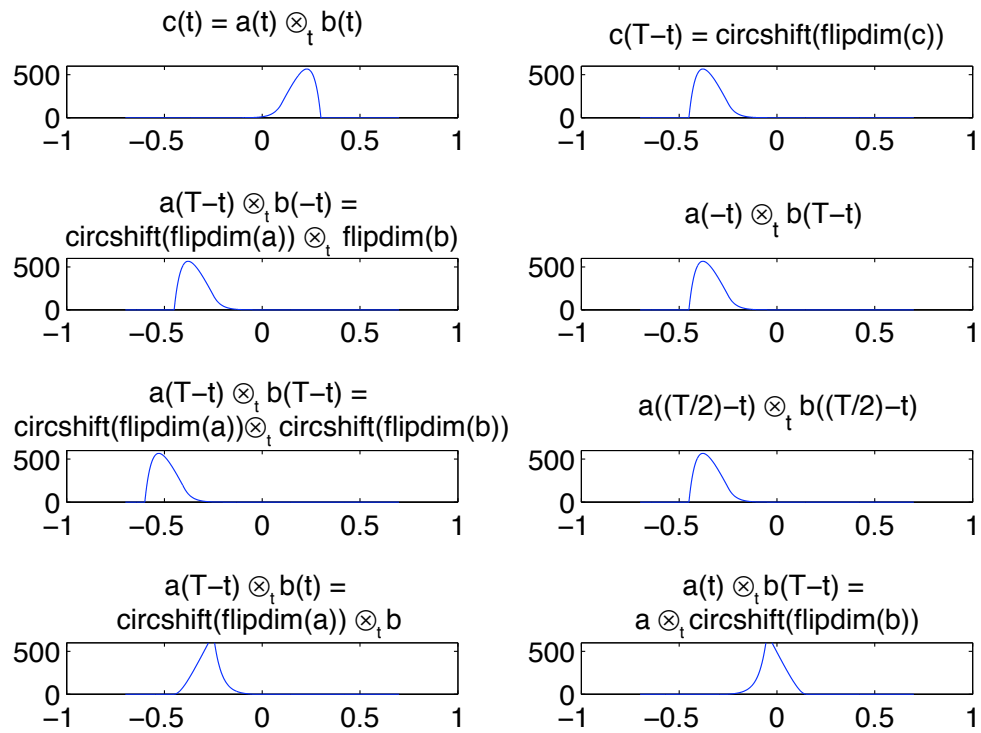 c(t) = a(t) ⊗t b(t)
500
0
−1 −0.5 0 0.5 1
c(T−t) = circshift(flipdim(c))
500
0
−1 −0.5 0 0.5 1
a(T−t) ⊗t b(−t) =
circshift(flipdim(a)) ⊗t flipdim(b)
500
0
−1 −0.5 0 0.5 1
a(−t) ⊗t b(T−t)
500
0
−1 −0.5 0 0.5 1
a(T−t) ⊗t b(T−t) =
circshift(flipdim(a))⊗t circshift(flipdim(b))
500
0
−1 −0.5 0 0.5 1
a((T/2)−t) ⊗t b((T/2)−t)
500
0
−1 −0.5 0 0.5 1
a(T−t) ⊗t b(t) =
circshift(flipdim(a)) ⊗t b
500
0
−1 −0.5 0 0.5 1
a(t) ⊗t b(T−t) =
a ⊗t circshift(flipdim(b))
500
0
−1 −0.5 0 0.5 1